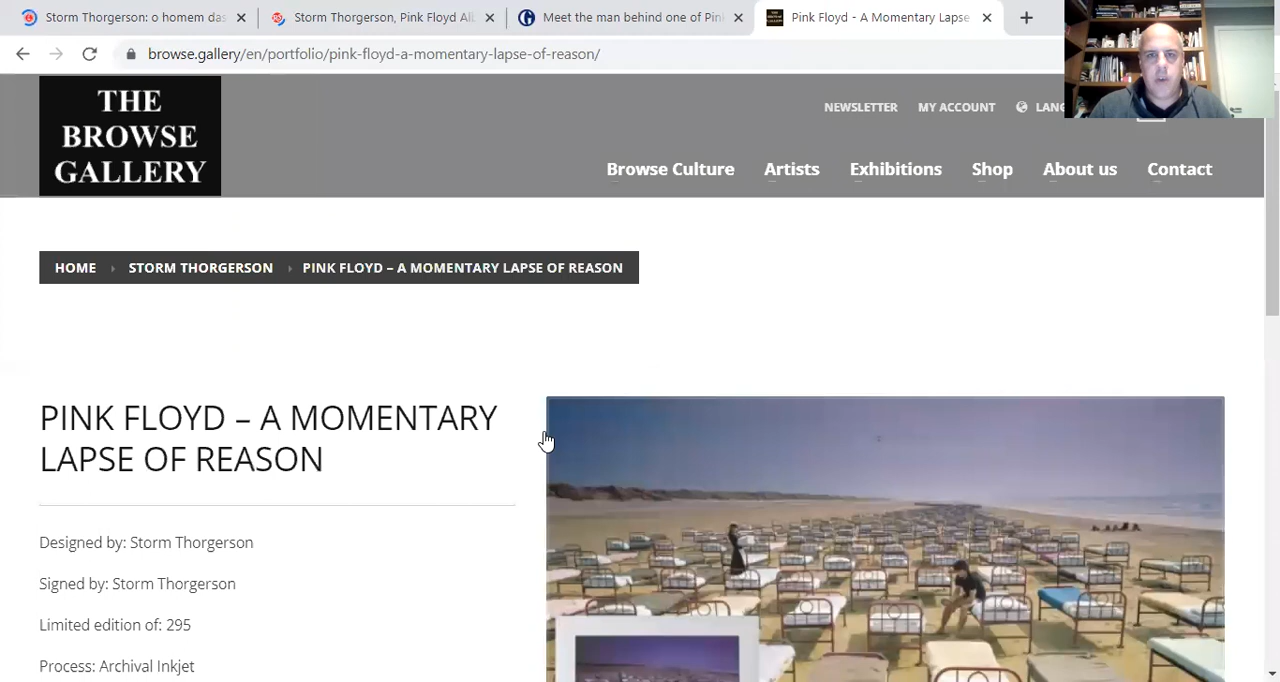 Storm Thorgerson: o homem das
Storm Thorgerson, Pink Floyd Al
Meet the man behind one of Pin
Pink Floyd - A Momentary Lapse
browse.gallery/en/portfolio/pink-floyd-a-momentary-lapse-of-reason/
THE
BROWSE
GALLERY
NEWSLETTER
MY ACCOUNT
LANG
Browse Culture
Artists
Exhibitions
Shop
About us
Contact
HOME
STORM THORGERSON
PINK FLOYD – A MOMENTARY LAPSE OF REASON
PINK FLOYD – A MOMENTARY
LAPSE OF REASON
Designed by: Storm Thorgerson
Signed by: Storm Thorgerson
Limited edition of: 295
Process: Archival Inkjet